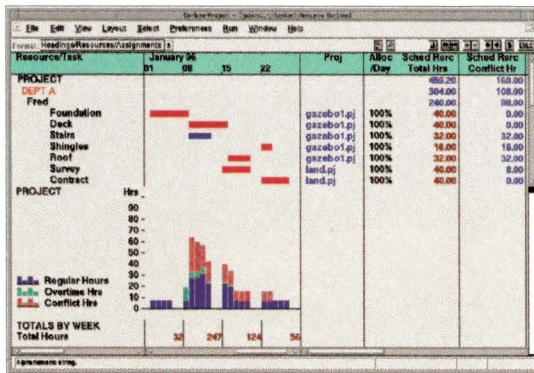 File Edit View Layout Select Preferences Run Window Help
Format: Headings/Resources/Assignments
Resource/Task January 96 Proj Alloc Sched Rsrc Sched Rsrc
01 08 15 22 /Day Total Hrs Conflict Hr
PROJECT 459.20 160.00
DEPT A 304.00 108.00
Fred 240.00 88.00
Foundation gazebo1.pj 100% 40.00 0.00
Deck gazebo1.pj 100% 40.00 0.00
Stairs gazebo1.pj 100% 32.00 32.00
Shingles gazebo1.pj 100% 16.00 16.00
Roof gazebo1.pj 100% 32.00 32.00
Survey land.pj 100% 40.00 8.00
Contract land.pj 100% 40.00 0.00
PROJECT Hrs
90
80
70
60
50
40
30
20
10
0
Regular Hours
Overtime Hrs
Conflict Hrs
TOTALS BY WEEK
Total Hours 32 247 124 56
Alphanumeric string.